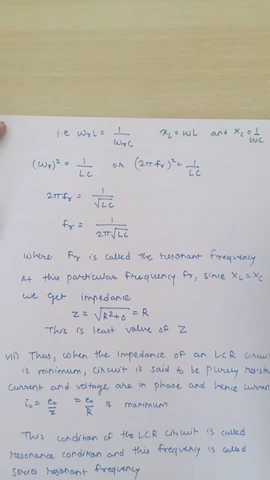 i.e ωrL = 1/ωrC   XL = WL and XC = 1/WC
(ωr)² = 1/LC or (2πfr)² = 1/LC
2πfr = 1/√LC
fr = 1/2π√LC
where Fr is called the resonant frequency
At this particular frequency fr, since XL = XC
we get impedance
Z = √R²+0 = R
This is least value of Z
vii) Thus, when the impedance of an LCR circui
is minimum, circuit is said to be purely resisti
current and voltage are in phase and hence curren
i₀ = e₀/Z = e₀/R is maximum
This condition of the LCR circuit is called
resonance condition and this frequency is called
series resonant frequency